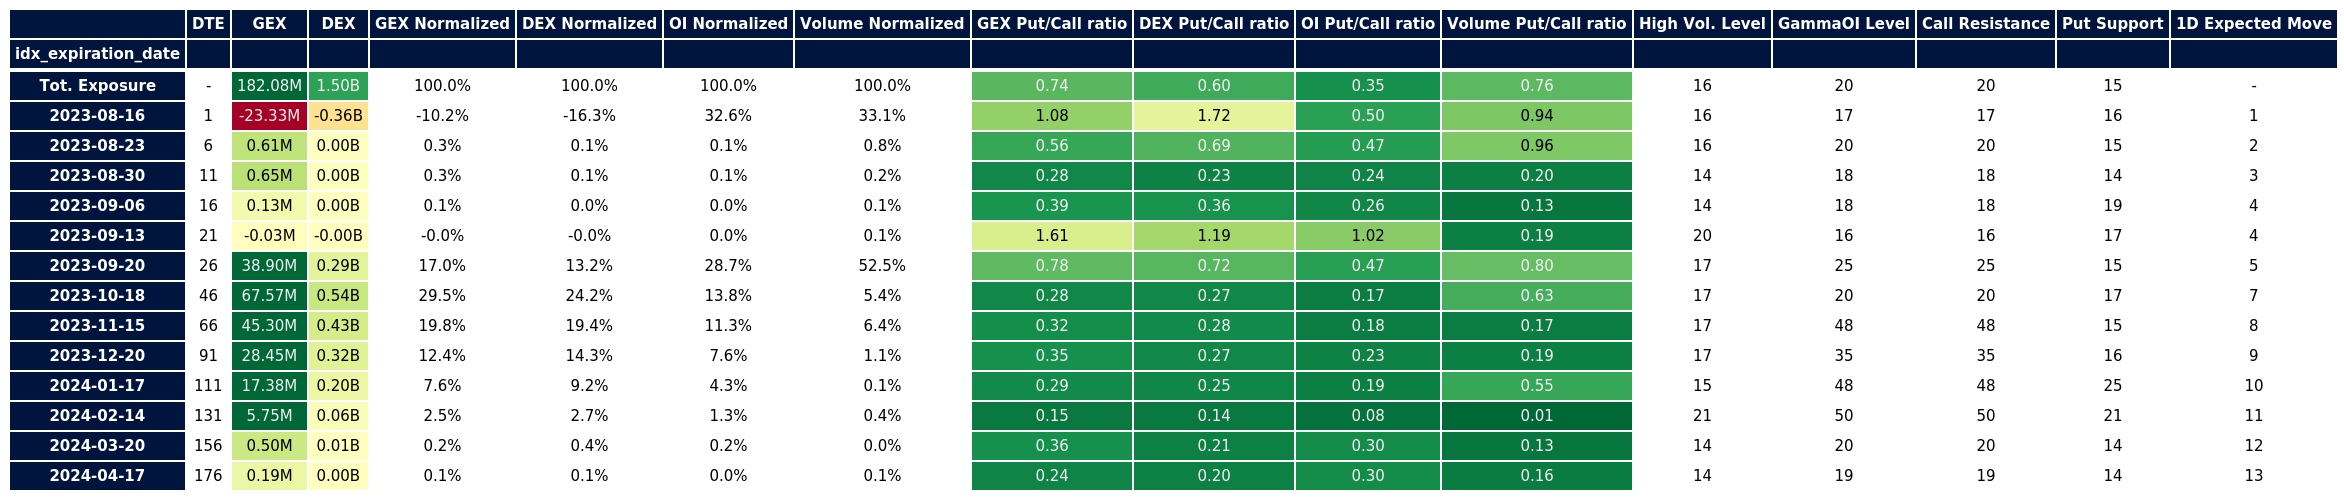 DTE GEX DEX GEX Normalized DEX Normalized OI Normalized Volume Normalized GEX Put/Call ratio DEX Put/Call ratio OI Put/Call ratio Volume Put/Call ratio High Vol. Level GammaOI Level Call Resistance Put Support 1D Expected Move
idx_expiration_date
Tot. Exposure - 182.08M 1.50B 100.0% 100.0% 100.0% 100.0% 0.74 0.60 0.35 0.76 16 20 20 15 -
2023-08-16 1 -23.33M -0.36B -10.2% -16.3% 32.6% 33.1% 1.08 1.72 0.50 0.94 16 17 17 16 1
2023-08-23 6 0.61M 0.00B 0.3% 0.1% 0.1% 0.8% 0.56 0.69 0.47 0.96 16 20 20 15 2
2023-08-30 11 0.65M 0.00B 0.3% 0.1% 0.1% 0.2% 0.28 0.23 0.24 0.20 14 18 18 14 3
2023-09-06 16 0.13M 0.00B 0.1% 0.0% 0.0% 0.1% 0.39 0.36 0.26 0.13 14 18 18 19 4
2023-09-13 21 -0.03M -0.00B -0.0% -0.0% 0.0% 0.1% 1.61 1.19 1.02 0.19 20 16 16 17 4
2023-09-20 26 38.90M 0.29B 17.0% 13.2% 28.7% 52.5% 0.78 0.72 0.47 0.80 17 25 25 15 5
2023-10-18 46 67.57M 0.54B 29.5% 24.2% 13.8% 5.4% 0.28 0.27 0.17 0.63 17 20 20 17 7
2023-11-15 66 45.30M 0.43B 19.8% 19.4% 11.3% 6.4% 0.32 0.28 0.18 0.17 17 48 48 15 8
2023-12-20 91 28.45M 0.32B 12.4% 14.3% 7.6% 1.1% 0.35 0.27 0.23 0.19 17 35 35 16 9
2024-01-17 111 17.38M 0.20B 7.6% 9.2% 4.3% 0.1% 0.29 0.25 0.19 0.55 15 48 48 25 10
2024-02-14 131 5.75M 0.06B 2.5% 2.7% 1.3% 0.4% 0.15 0.14 0.08 0.01 21 50 50 21 11
2024-03-20 156 0.50M 0.01B 0.2% 0.4% 0.2% 0.0% 0.36 0.21 0.30 0.13 14 20 20 14 12
2024-04-17 176 0.19M 0.00B 0.1% 0.1% 0.0% 0.1% 0.24 0.20 0.30 0.16 14 19 19 14 13